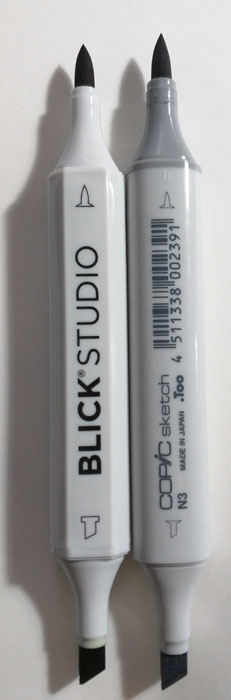 BLICK® STUDIO
4 511338 002391
COPIC sketch
.Too
MADE IN JAPAN
N3